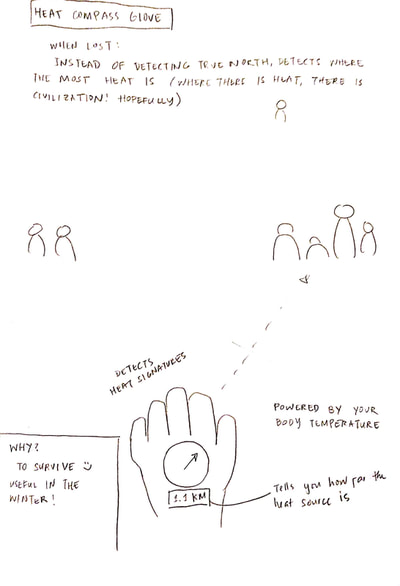 HEAT COMPASS GLOVE
WHEN LOST:
INSTEAD OF DETECTING TRUE NORTH, DETECTS WHERE
THE MOST HEAT IS (WHERE THERE IS HEAT, THERE IS
CIVILIZATION! HOPEFULLY)
DETECTS
HEAT SIGNATURES
POWERED BY YOUR
BODY TEMPERATURE
WHY?
TO SURVIVE
USEFUL IN THE
WINTER!
1.1 KM
Tells you how far the
heat source is